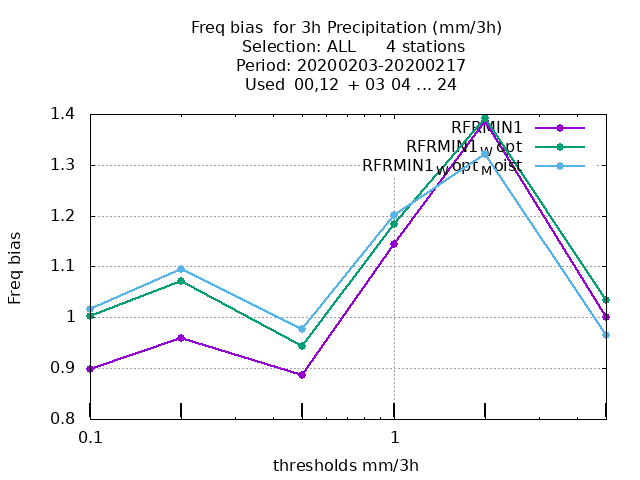 Freq bias  for 3h Precipitation (mm/3h)
Selection: ALL      4 stations
Period: 20200203-20200217
Used  00,12  + 03 04 ... 24
1.4
1.3
1.2
1.1
1
0.9
0.8
Freq bias
RFRMIN1
RFRMIN1Wopt
RFRMIN1WoptMoist
0.1
1
thresholds mm/3h